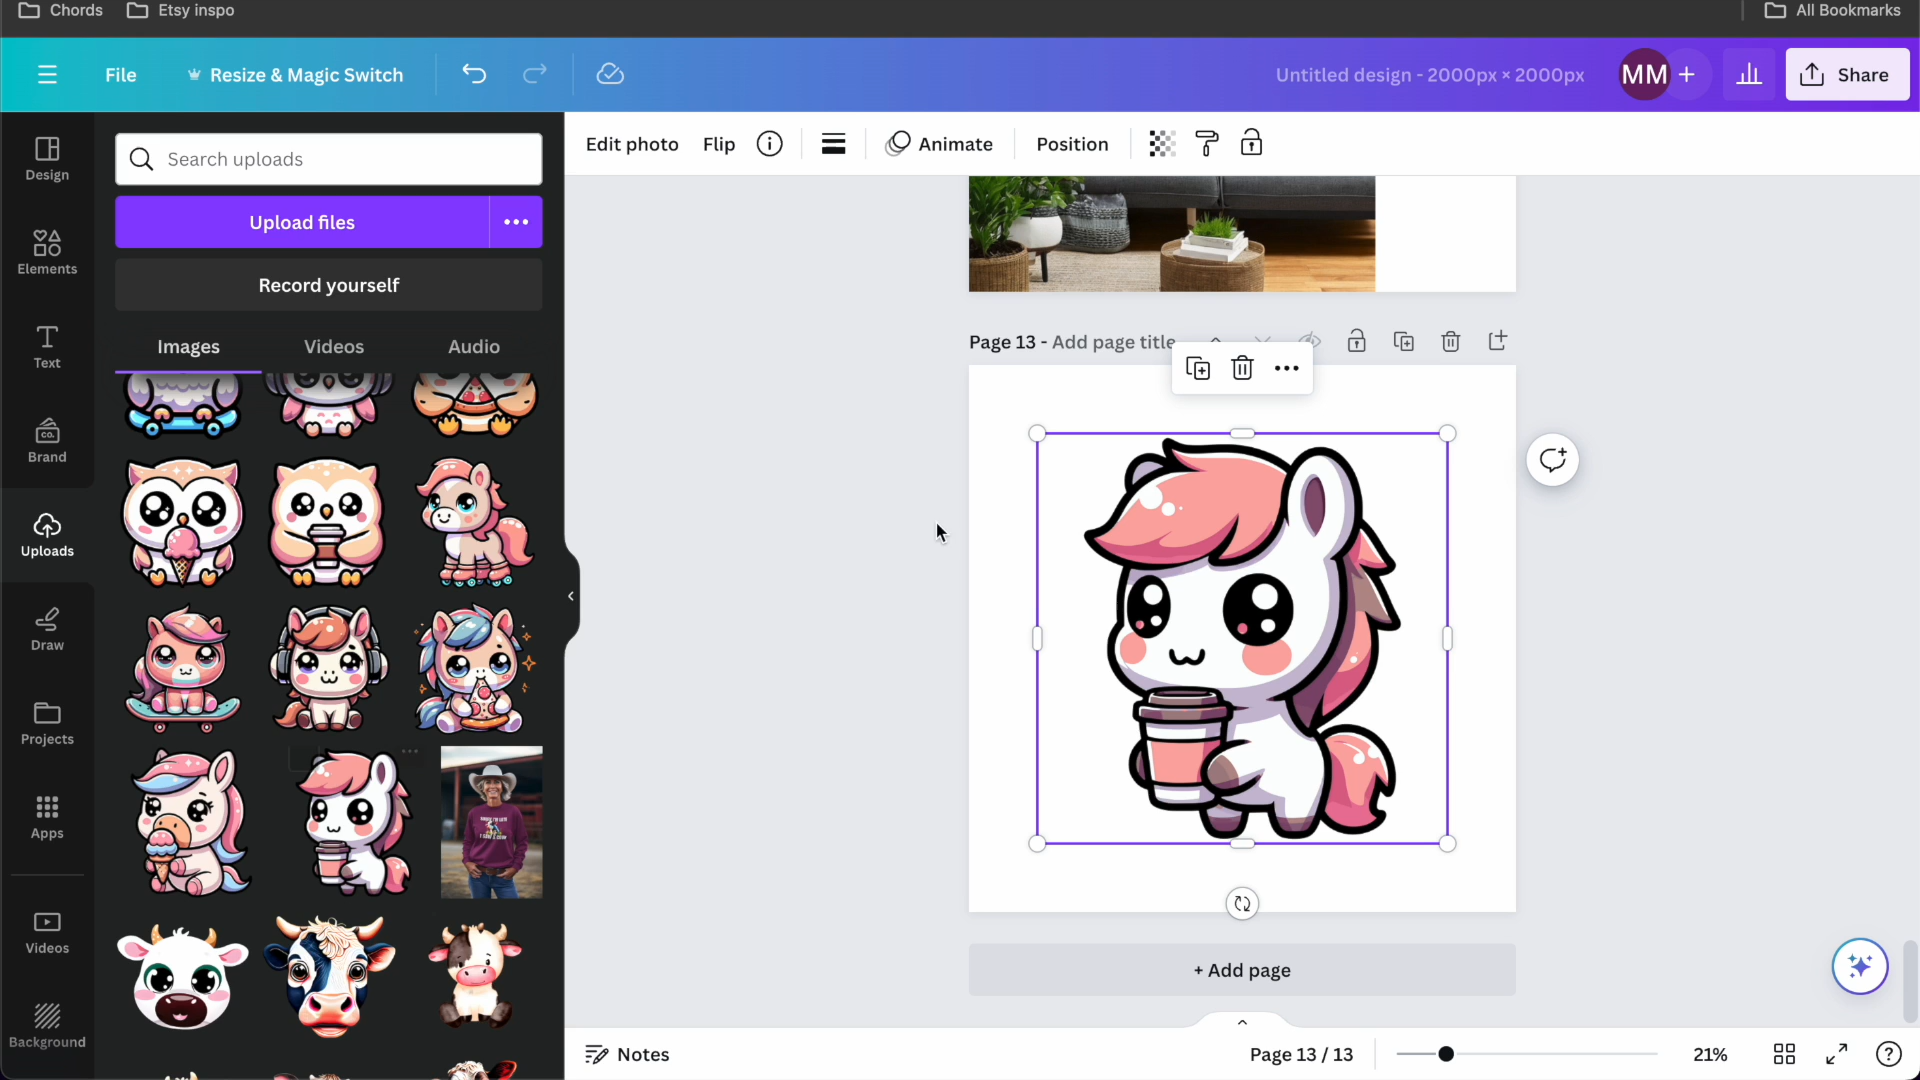 Chords
Etsy inspo
All Bookmarks
File
Resize & Magic Switch
Untitled design - 2000px × 2000px
MM
Share
Design
Elements
Text
CO.
Brand
Uploads
Draw
Projects
Apps
Videos
Background
Search uploads
Upload files
Record yourself
Images
Videos
Audio
Edit photo
Flip
Animate
Position
Page 13 - Add page title
+ Add page
Notes
Page 13 / 13
21%